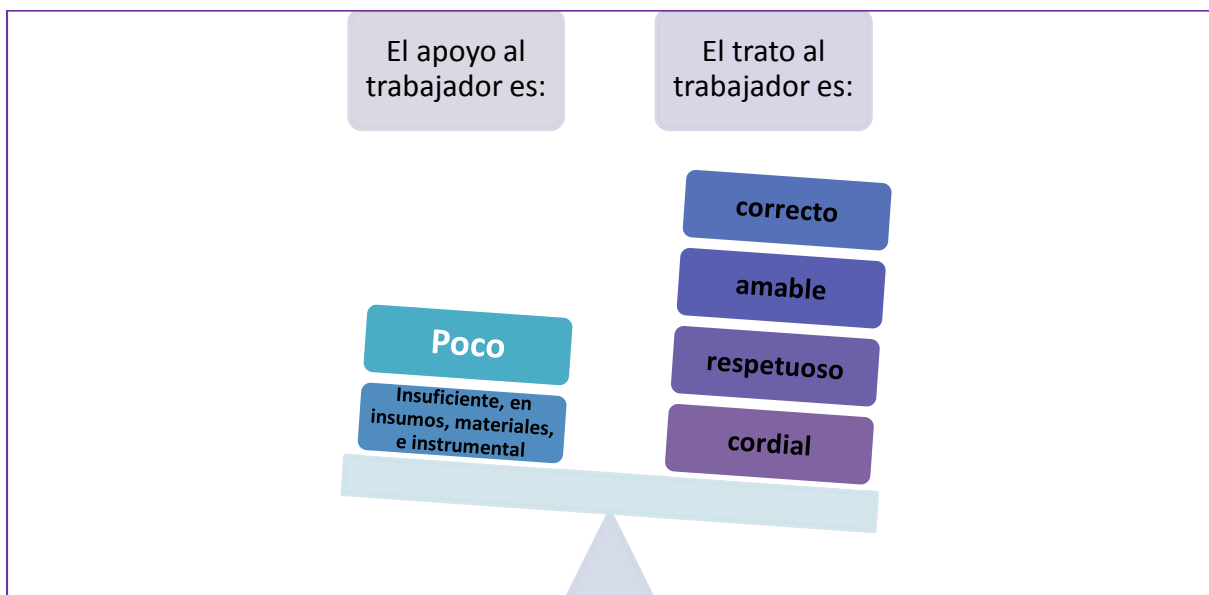 El apoyo al
trabajador es:
El trato al
trabajador es:
Poco
Insuficiente, en
insumos, materiales,
e instrumental
correcto
amable
respetuoso
cordial